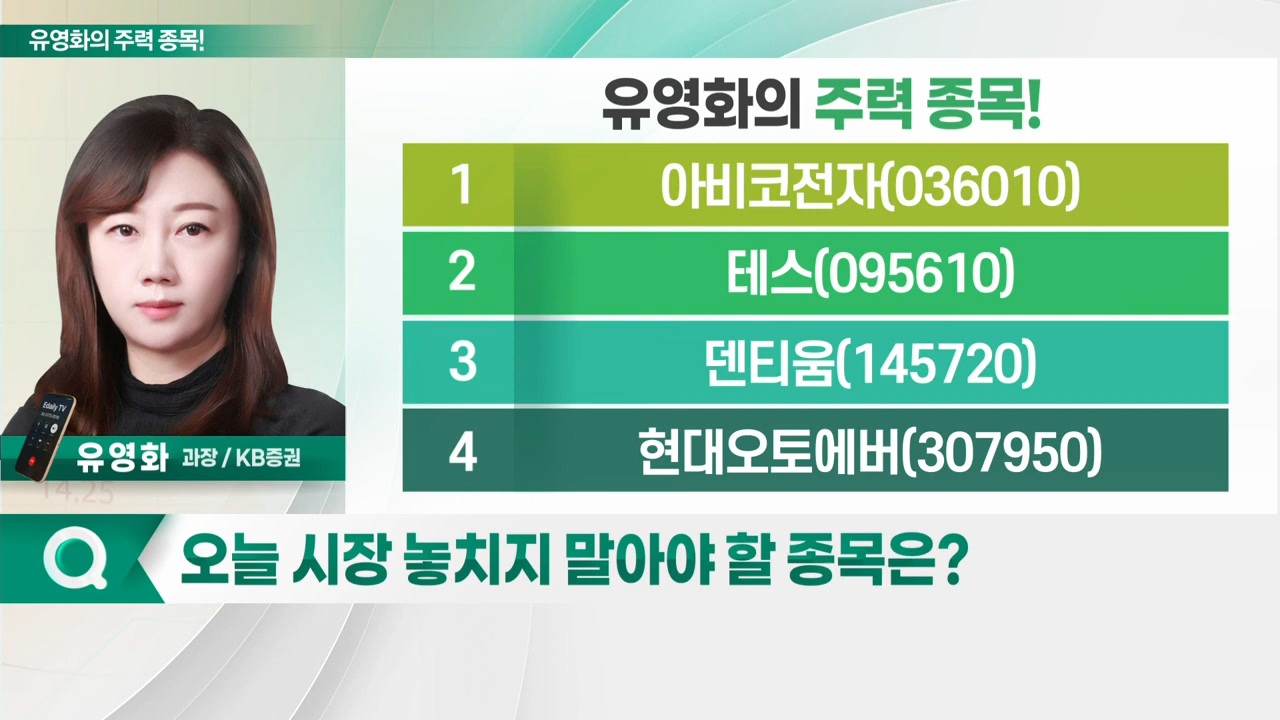 유영화의 주력 종목!
유영화의 주력 종목!
1 아비코전자(036010)
2 테스(095610)
3 덴티움(145720)
4 현대오토에버(307950)
Edaily TV
유영화 과장 / KB증권
14.25
Q 오늘 시장 놓치지 말아야 할 종목은?